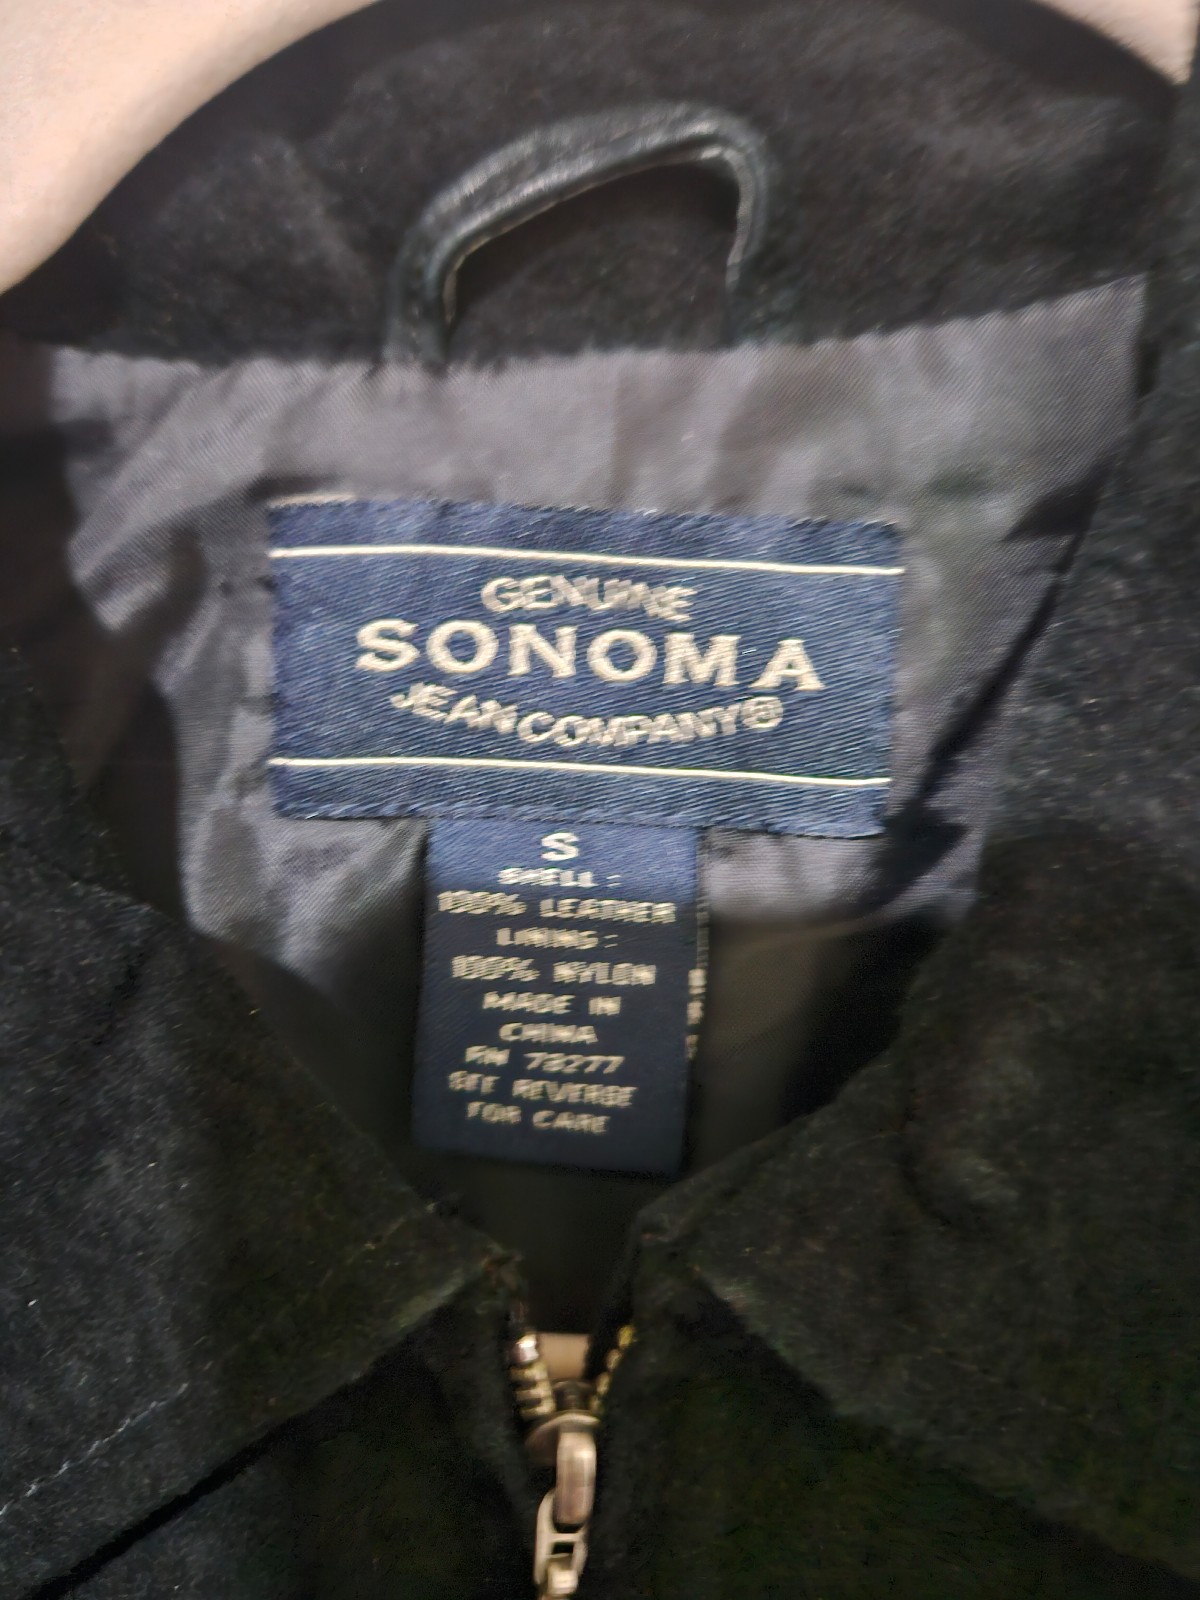 GENUINE
SONOMA
JEAN COMPANY®
S
SHELL:
100% LEATHER
LINING:
100% NYLON
MADE IN
CHINA
RN 78277
SEE REVERSE
FOR CARE